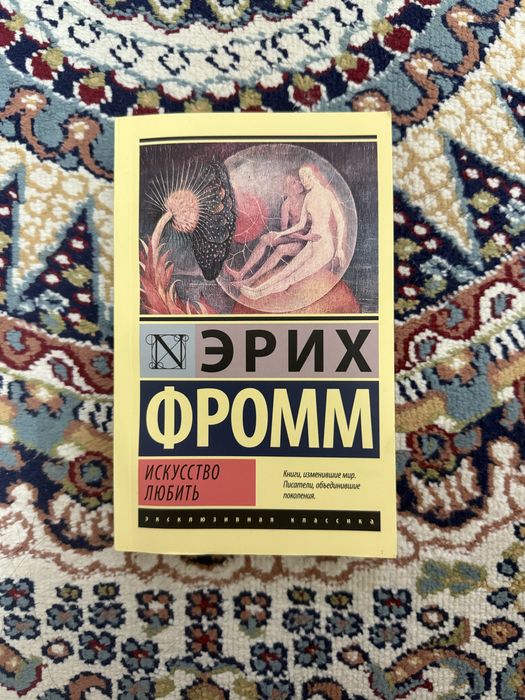 ЭРИХ
ФРОММ
ИСКУССТВО
ЛЮБИТЬ
Книги, изменившие мир.
Писатели, объединившие
поколения.
эксклюзивная классика